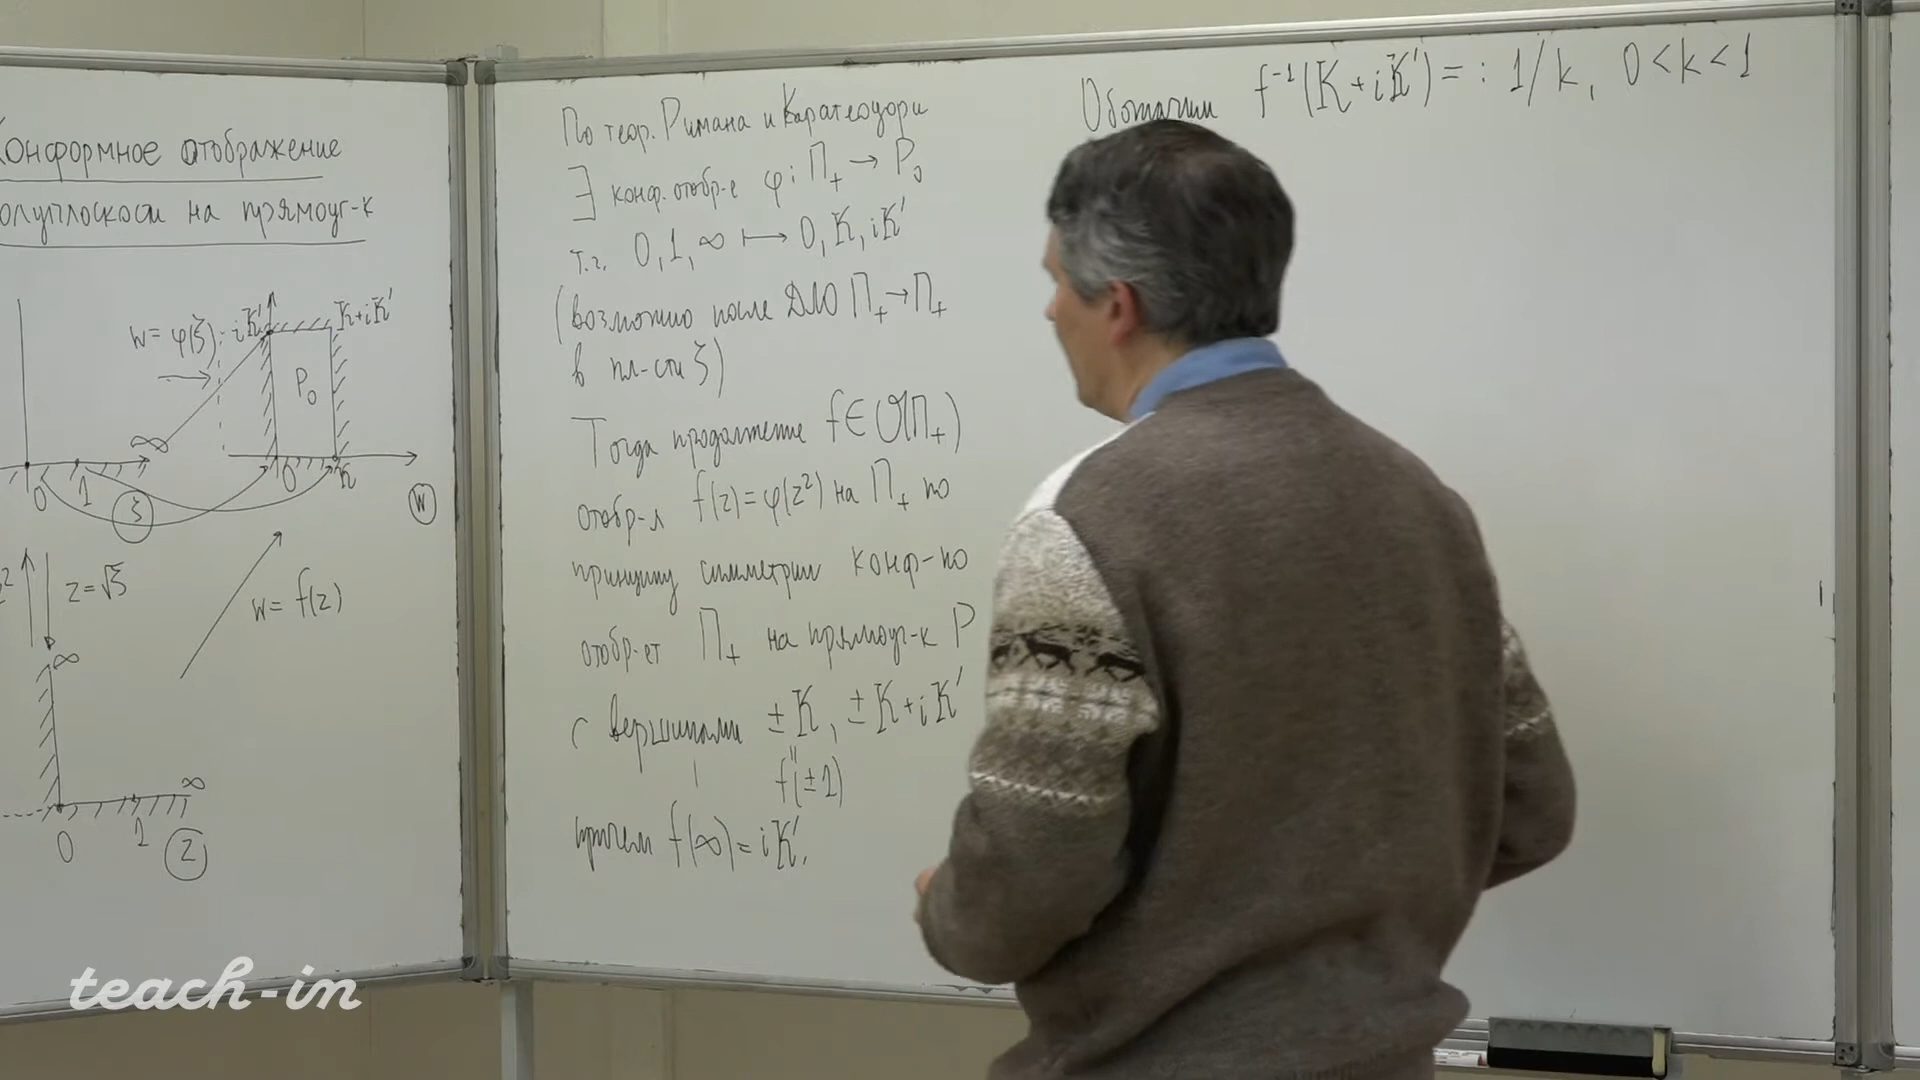 Конформное отображение
полуплоскости на прямоуг-к
w = φ(ζ)
iK'
K+iK'
P₀
∞
0
1
ζ
0
K
w
z = √ζ
w = f(z)
∞
∞
0
1
z
По теор. Римана и Каратеодори
∃ конф. отобр-е φ: Π₊ → P₀
т.ч. 0, 1, ∞ ↦ 0, K, iK'
(возможно после ДЛО Π₊→Π₊
в пл-сти ζ)
Тогда продолжение f∈O(Π₊)
отобр-я f(z)=φ(z²) на Π₊ по
принципу симметрии конф-но
отобр-ет Π₊ на прямоуг-к P
с вершинами ±K, ±K+iK'
f(±1)
причем f(∞)=iK'.
Обозначим f⁻¹(K+iK') =: 1/k, 0<k<1
teach-in